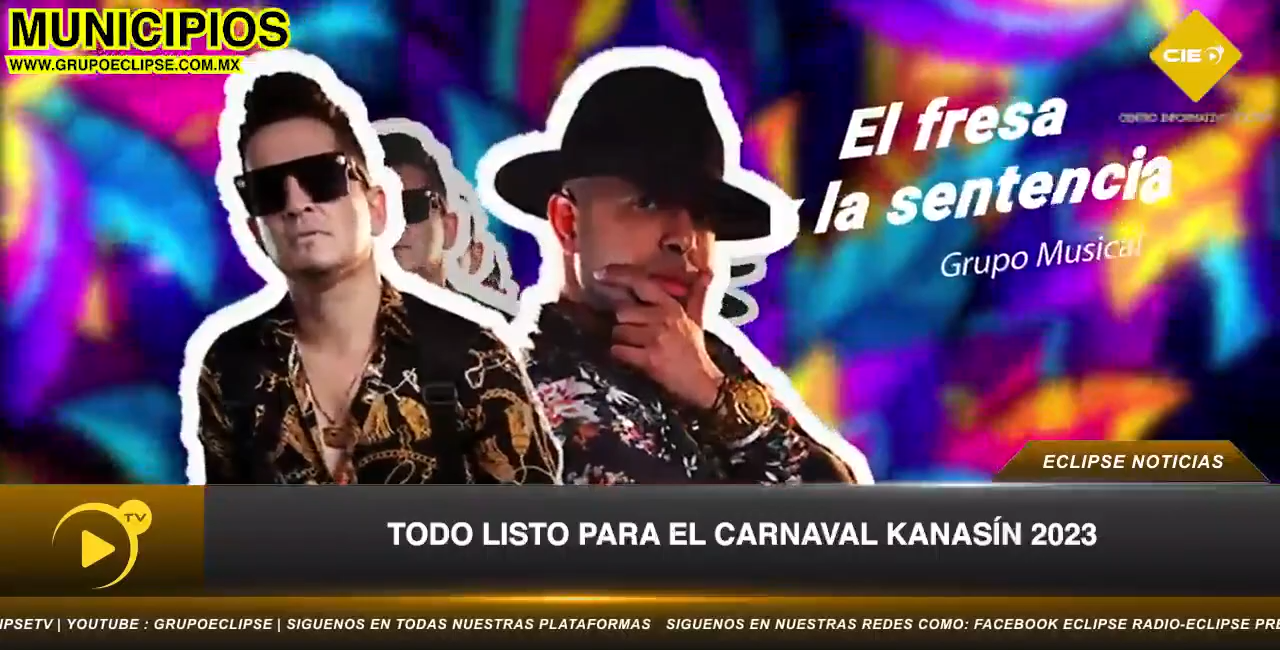 MUNICIPIOS
WWW.GRUPOECLIPSE.COM.MX
CIE
CENTRO
El fresa
y la sentencia
Grupo Musical
ECLIPSE NOTICIAS
TV
TODO LISTO PARA EL CARNAVAL KANASÍN 2023
IPSETV | YOUTUBE : GRUPOECLIPSE | SIGUENOS EN TODAS NUESTRAS PLATAFORMAS SIGUENOS EN NUESTRAS REDES COMO: FACEBOOK ECLIPSE RADIO-ECLIPSE PRE